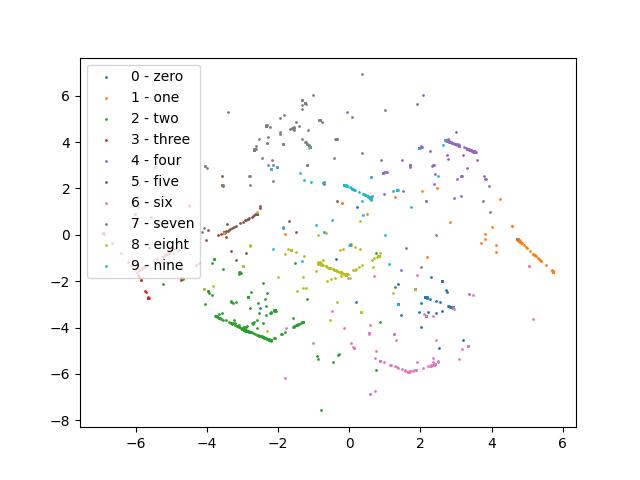 0 - zero
1 - one
2 - two
3 - three
4 - four
5 - five
6 - six
7 - seven
8 - eight
9 - nine
6
4
2
0
−2
−4
−6
−8
−6 −4 −2 0 2 4 6